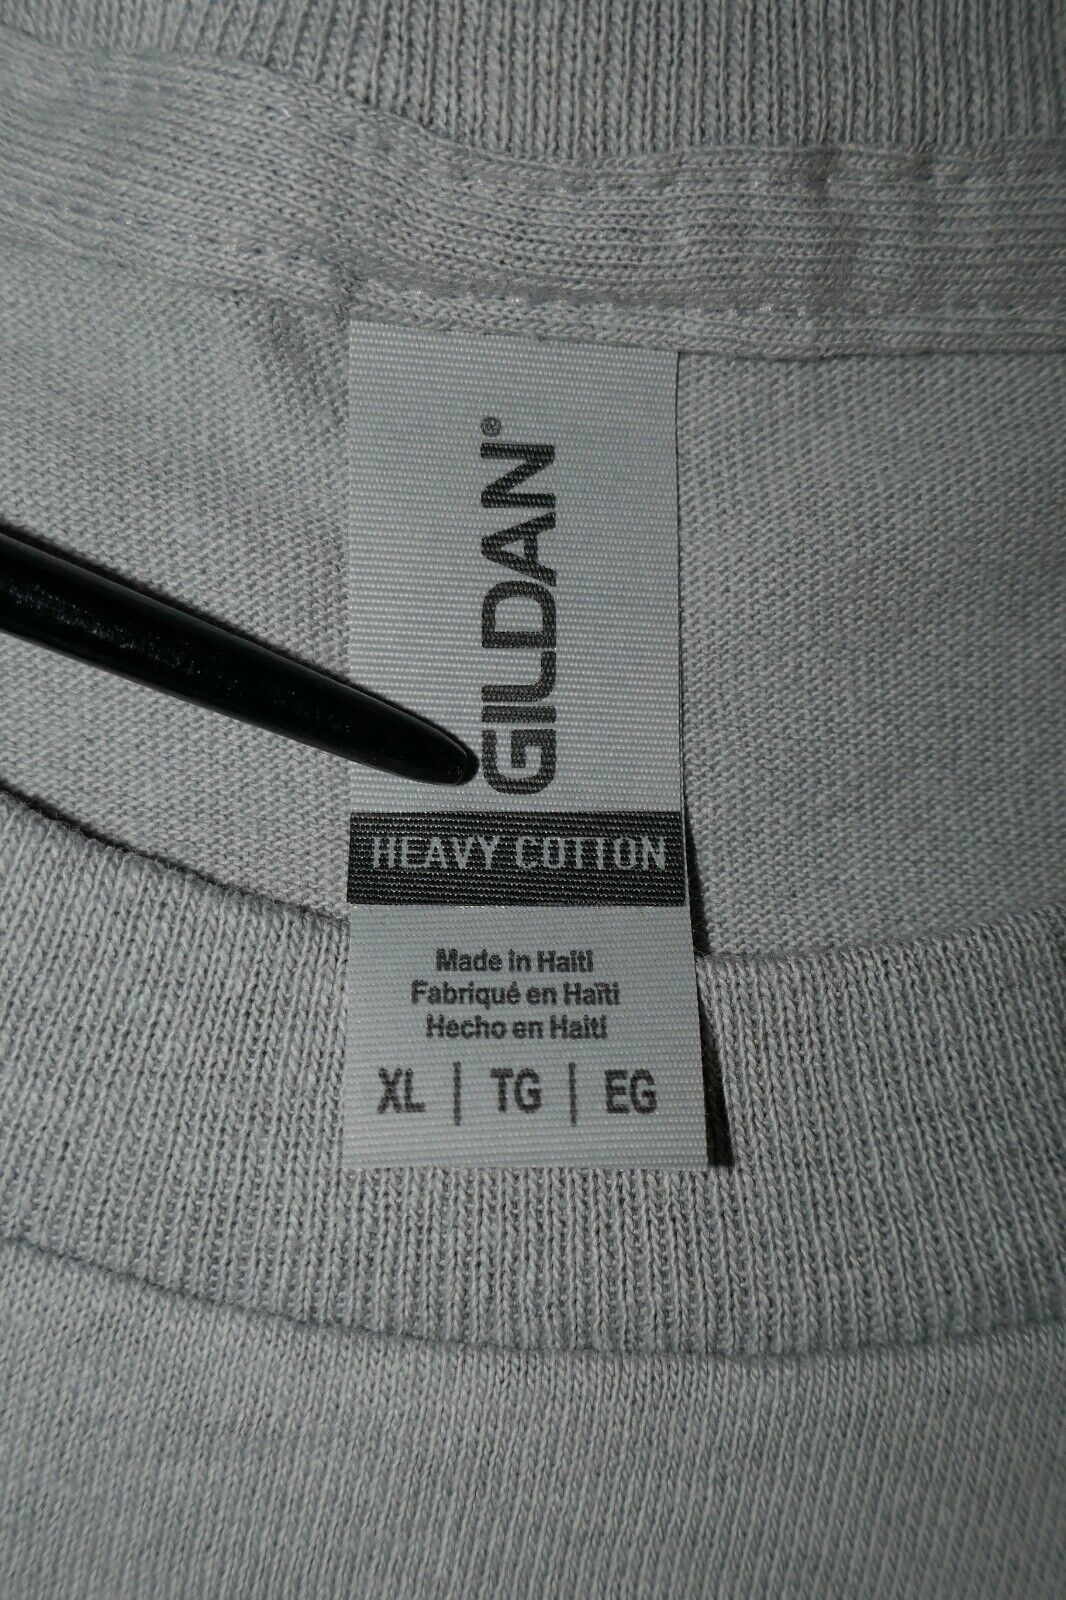 GILDAN®
HEAVY COTTON
Made in Haiti
Fabriqué en Haïti
Hecho en Haití
XL | TG | EG